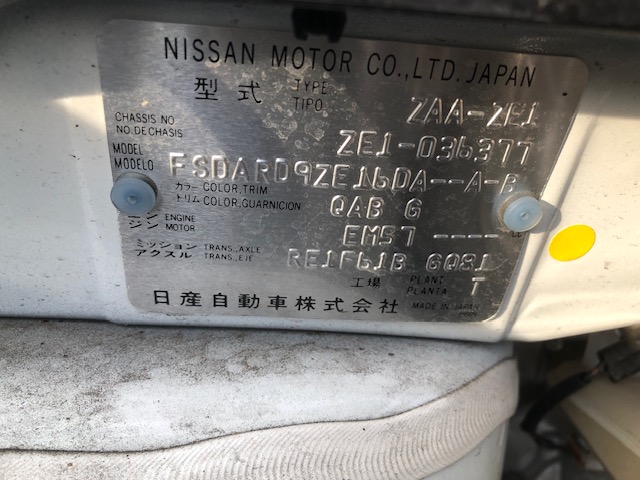 NISSAN MOTOR CO.,LTD.JAPAN
型式 TYPE TIPO ZAA-ZE1
CHASSIS NO
NO.DE CHASIS ZE1-036377
MODEL
MODELO FSDARD9ZE16DA--A-B
カラー COLOR,TRIM
トリム COLOR,GUARNICION QAB G
ン ENGINE
ジン MOTOR EM57 ---- cc
ミッション TRANS.,AXLE
アクスル TRANS.,EJE RE1F61B GQ81
工場 PLANT PLANTA T
日産自動車株式会社 MADE IN JAPAN